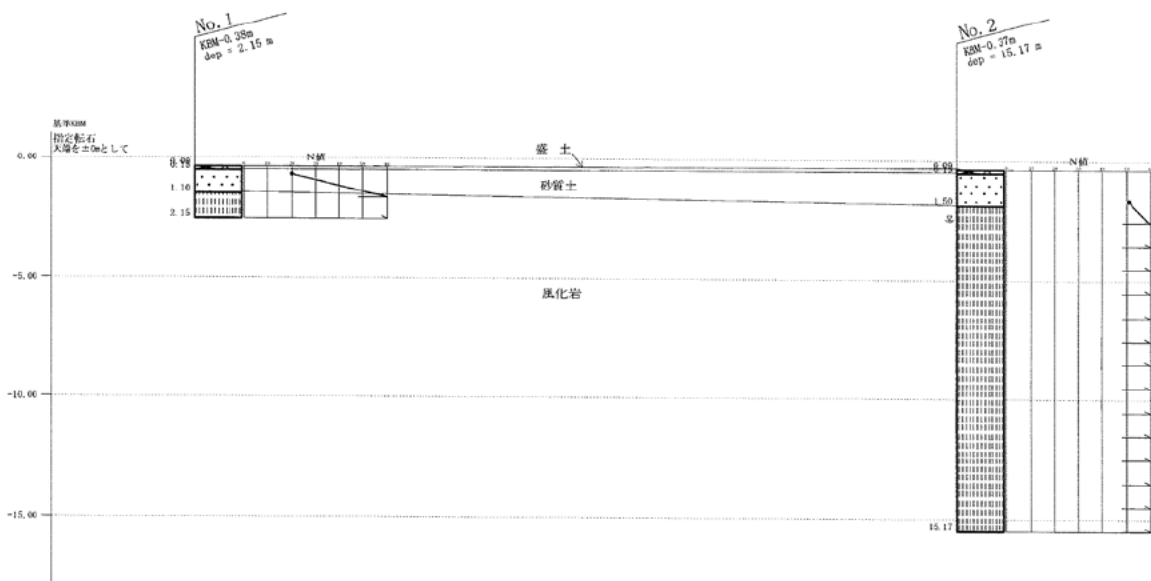 No. 1
KBM-0.38m
dep = 2.15 m
No. 2
KBM-0.37m
dep = 15.17 m
基準KBM
指定転石
天端を±0mとして
0.00
盛 土
N値
N値
砂質土
1.10
2.15
1.50
-5.00
風化岩
-10.00
-15.00
15.17